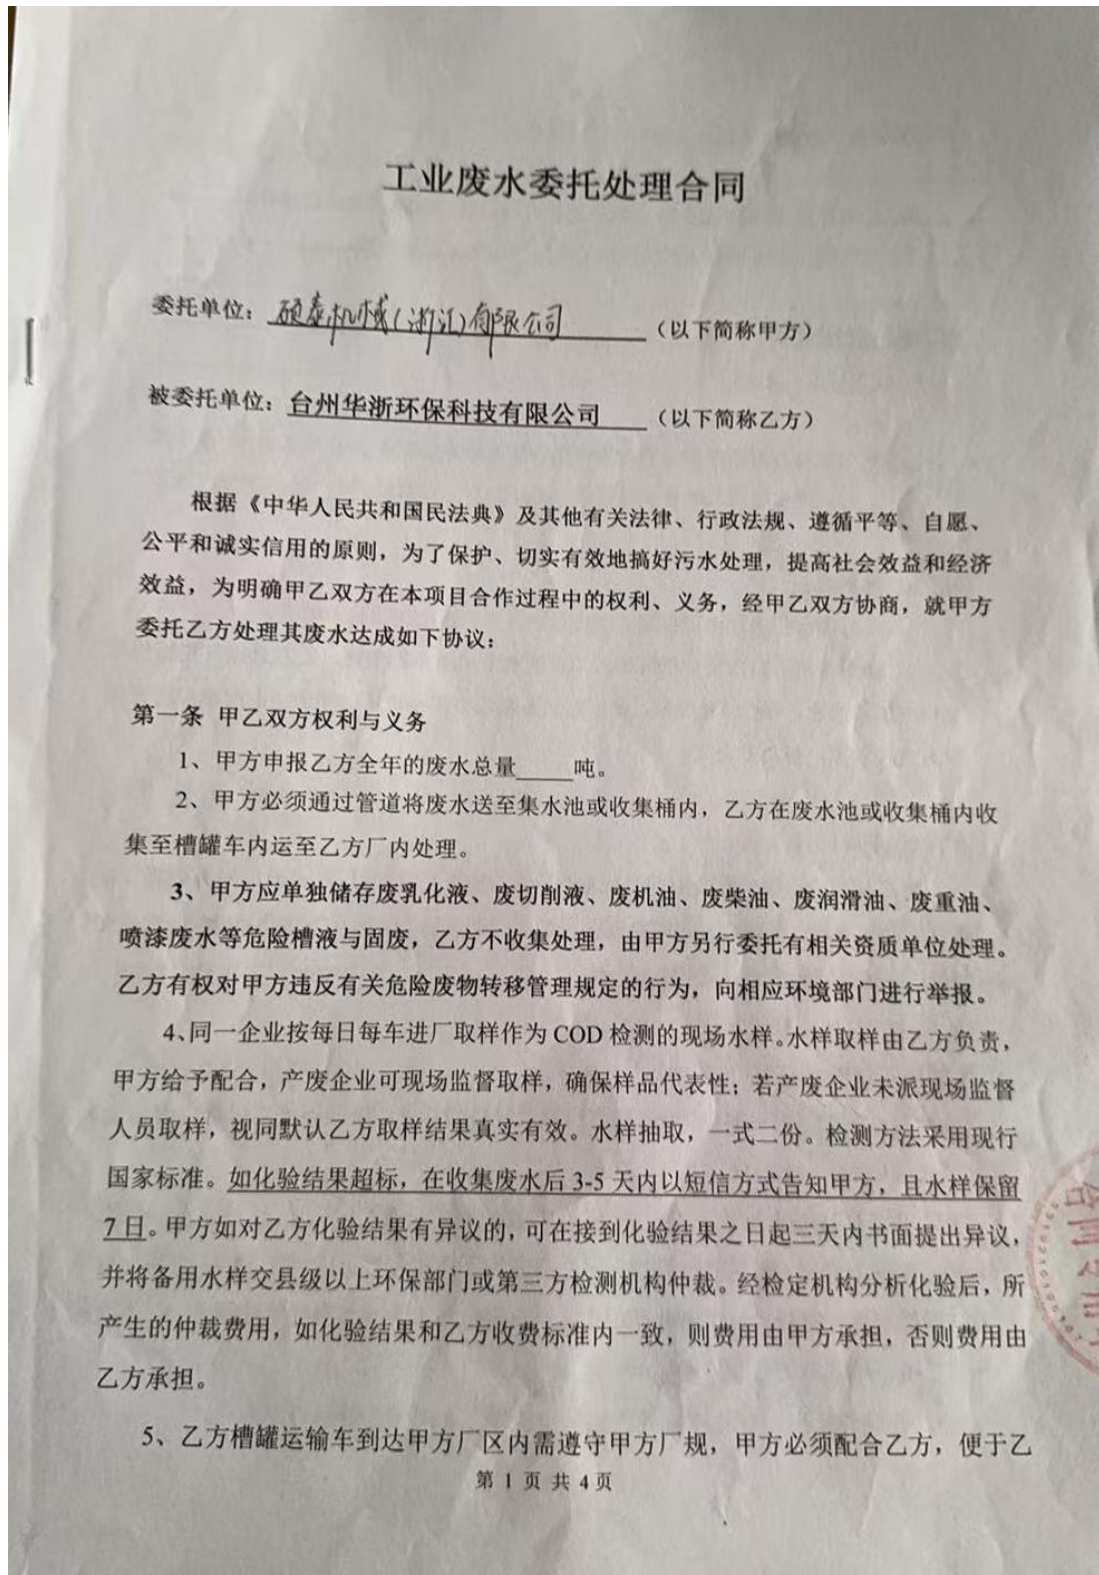 工业废水委托处理合同
委托单位：硕泰机械（浙江）有限公司（以下简称甲方）
被委托单位：台州华浙环保科技有限公司（以下简称乙方）
根据《中华人民共和国民法典》及其他有关法律、行政法规、遵循平等、自愿、
公平和诚实信用的原则，为了保护、切实有效地搞好污水处理，提高社会效益和经济
效益，为明确甲乙双方在本项目合作过程中的权利、义务，经甲乙双方协商，就甲方
委托乙方处理其废水达成如下协议：
第一条 甲乙双方权利与义务
1、甲方申报乙方全年的废水总量____吨。
2、甲方必须通过管道将废水送至集水池或收集桶内，乙方在废水池或收集桶内收
集至槽罐车内运至乙方厂内处理。
3、甲方应单独储存废乳化液、废切削液、废机油、废柴油、废润滑油、废重油、
喷漆废水等危险槽液与固废，乙方不收集处理，由甲方另行委托有相关资质单位处理。
乙方有权对甲方违反有关危险废物转移管理规定的行为，向相应环境部门进行举报。
4、同一企业按每日每车进厂取样作为 COD 检测的现场水样。水样取样由乙方负责，
甲方给予配合，产废企业可现场监督取样，确保样品代表性；若产废企业未派现场监督
人员取样，视同默认乙方取样结果真实有效。水样抽取，一式二份。检测方法采用现行
国家标准。如化验结果超标，在收集废水后 3-5 天内以短信方式告知甲方，且水样保留
7 日。甲方如对乙方化验结果有异议的，可在接到化验结果之日起三天内书面提出异议，
并将备用水样交县级以上环保部门或第三方检测机构仲裁。经检定机构分析化验后，所
产生的仲裁费用，如化验结果和乙方收费标准内一致，则费用由甲方承担，否则费用由
乙方承担。
5、乙方槽罐运输车到达甲方厂区内需遵守甲方厂规，甲方必须配合乙方，便于乙
第 1 页 共 4 页